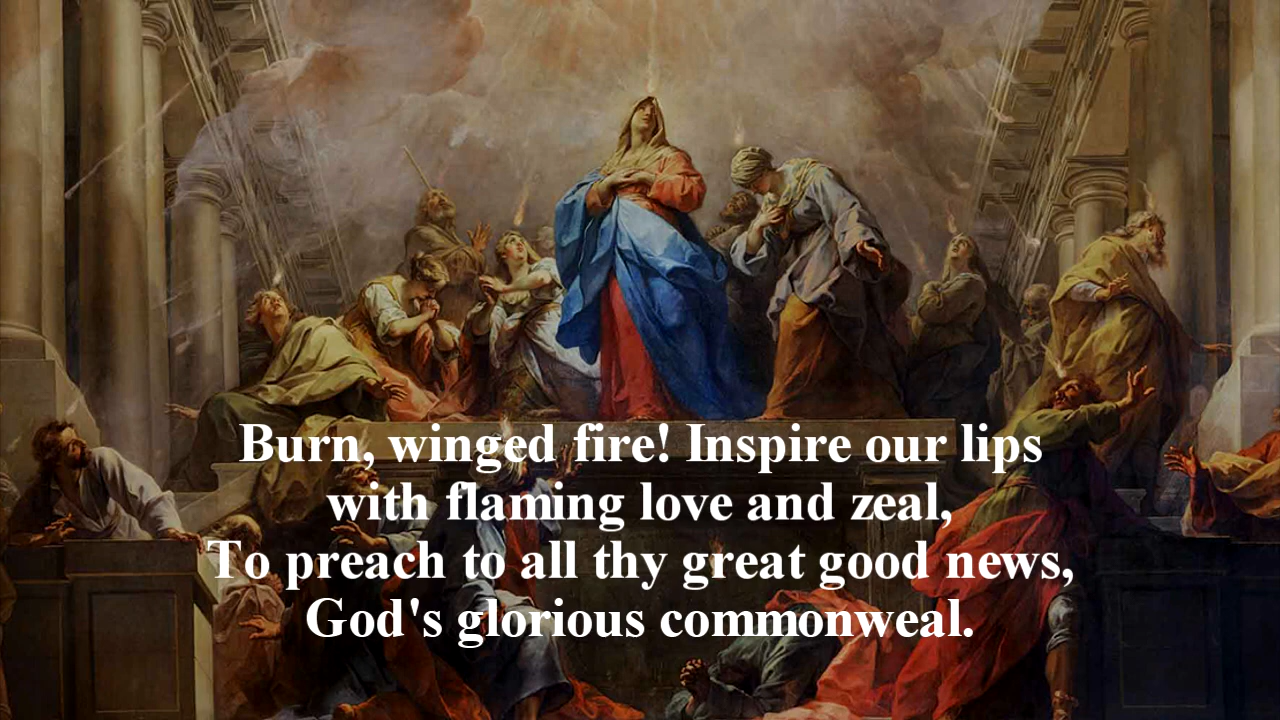 Burn, winged fire! Inspire our lips
with flaming love and zeal,
To preach to all thy great good news,
God's glorious commonweal.